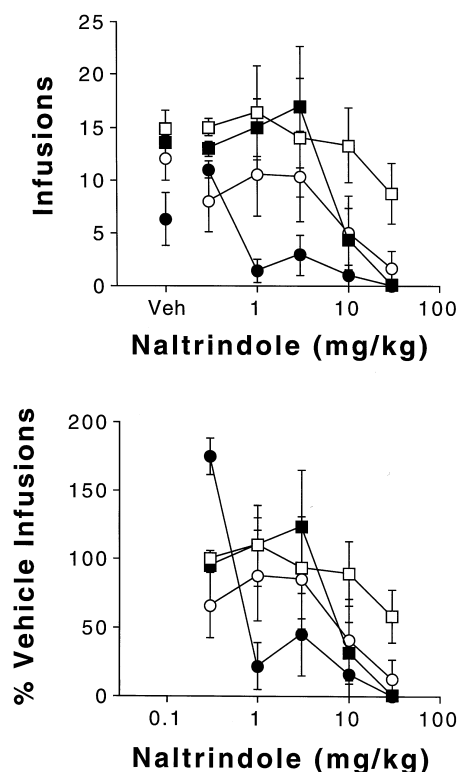 25
20
15
10
5
0
Infusions
Veh 1 10 100
Naltrindole (mg/kg)
200
150
100
50
0
% Vehicle Infusions
0.1 1 10 100
Naltrindole (mg/kg)